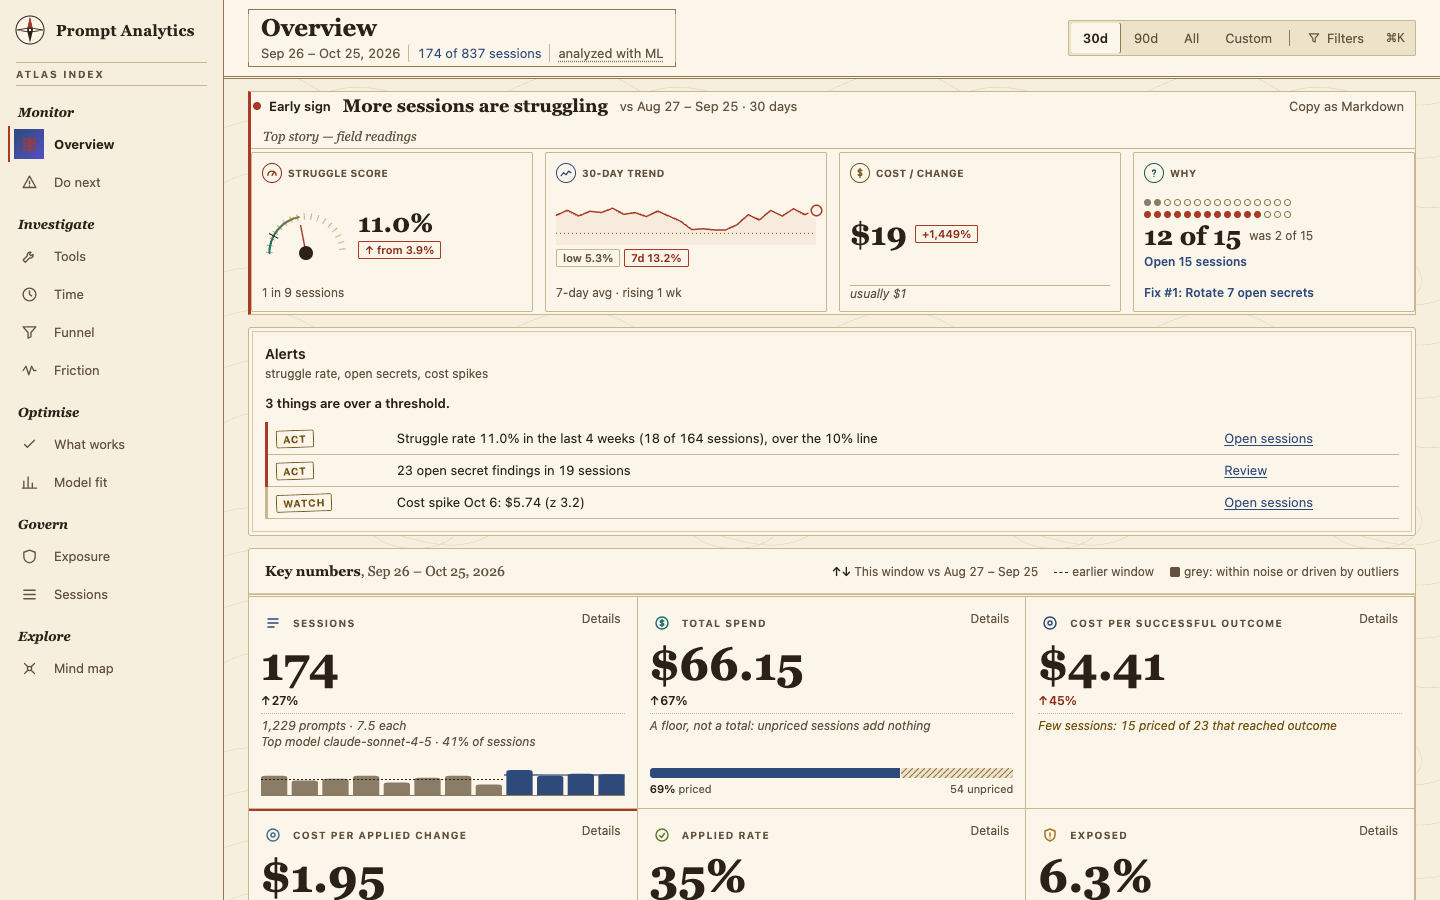 Prompt Analytics
ATLAS INDEX
Monitor
Overview
Do next
Investigate
Tools
Time
Funnel
Friction
Optimise
What works
Model fit
Govern
Exposure
Sessions
Explore
Mind map
Overview
Sep 26 – Oct 25, 2026 174 of 837 sessions analyzed with ML
30d 90d All Custom Filters ⌘K
Early sign More sessions are struggling vs Aug 27 – Sep 25 · 30 days Copy as Markdown
Top story — field readings
STRUGGLE SCORE
11.0%
↑ from 3.9%
1 in 9 sessions
30-DAY TREND
low 5.3% 7d 13.2%
7-day avg · rising 1 wk
COST / CHANGE
$19 +1,449%
usually $1
WHY
12 of 15 was 2 of 15
Open 15 sessions
Fix #1: Rotate 7 open secrets
Alerts
struggle rate, open secrets, cost spikes
3 things are over a threshold.
ACT Struggle rate 11.0% in the last 4 weeks (18 of 164 sessions), over the 10% line Open sessions
ACT 23 open secret findings in 19 sessions Review
WATCH Cost spike Oct 6: $5.74 (z 3.2) Open sessions
Key numbers, Sep 26 – Oct 25, 2026 ↑↓ This window vs Aug 27 – Sep 25 --- earlier window grey: within noise or driven by outliers
SESSIONS Details
174
↑27%
1,229 prompts · 7.5 each
Top model claude-sonnet-4-5 · 41% of sessions
TOTAL SPEND Details
$66.15
↑67%
A floor, not a total: unpriced sessions add nothing
69% priced 54 unpriced
COST PER SUCCESSFUL OUTCOME Details
$4.41
↑45%
Few sessions: 15 priced of 23 that reached outcome
COST PER APPLIED CHANGE Details
$1.95
APPLIED RATE Details
35%
EXPOSED Details
6.3%